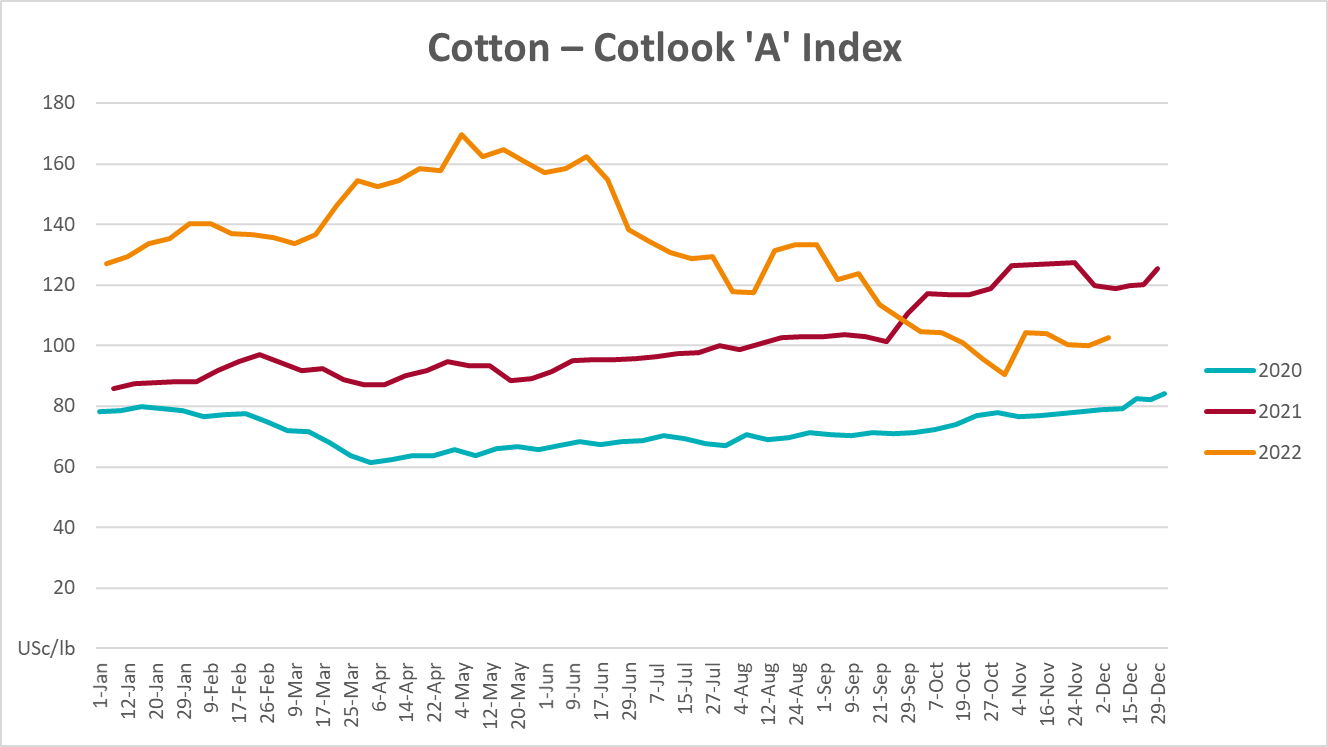 Cotton – Cotlook 'A' Index
180
160
140
120
100
80
60
40
20
USc/lb
1-Jan
12-Jan
20-Jan
29-Jan
9-Feb
18-Feb
26-Feb
9-Mar
17-Mar
25-Mar
6-Apr
14-Apr
22-Apr
4-May
12-May
20-May
1-Jun
9-Jun
17-Jun
29-Jun
7-Jul
15-Jul
27-Jul
4-Aug
12-Aug
24-Aug
1-Sep
9-Sep
21-Sep
29-Sep
7-Oct
19-Oct
27-Oct
4-Nov
16-Nov
24-Nov
2-Dec
15-Dec
29-Dec
2020
2021
2022